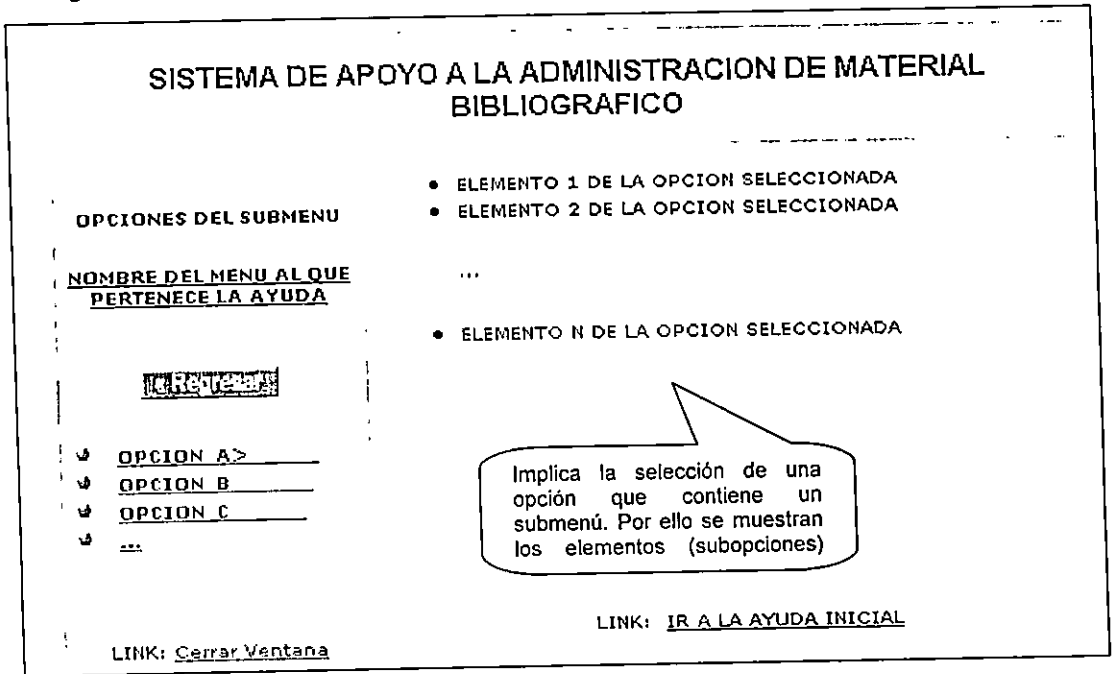 SISTEMA DE APOYO A LA ADMINISTRACION DE MATERIAL
BIBLIOGRAFICO
OPCIONES DEL SUBMENU
NOMBRE DEL MENU AL QUE
PERTENECE LA AYUDA
Regresar
OPCION A>
OPCION B
OPCION C
...
LINK: Cerrar Ventana
• ELEMENTO 1 DE LA OPCION SELECCIONADA
• ELEMENTO 2 DE LA OPCION SELECCIONADA
...
• ELEMENTO N DE LA OPCION SELECCIONADA
Implica la selección de una
opción que contiene un
submenú. Por ello se muestran
los elementos (subopciones)
LINK: IR A LA AYUDA INICIAL